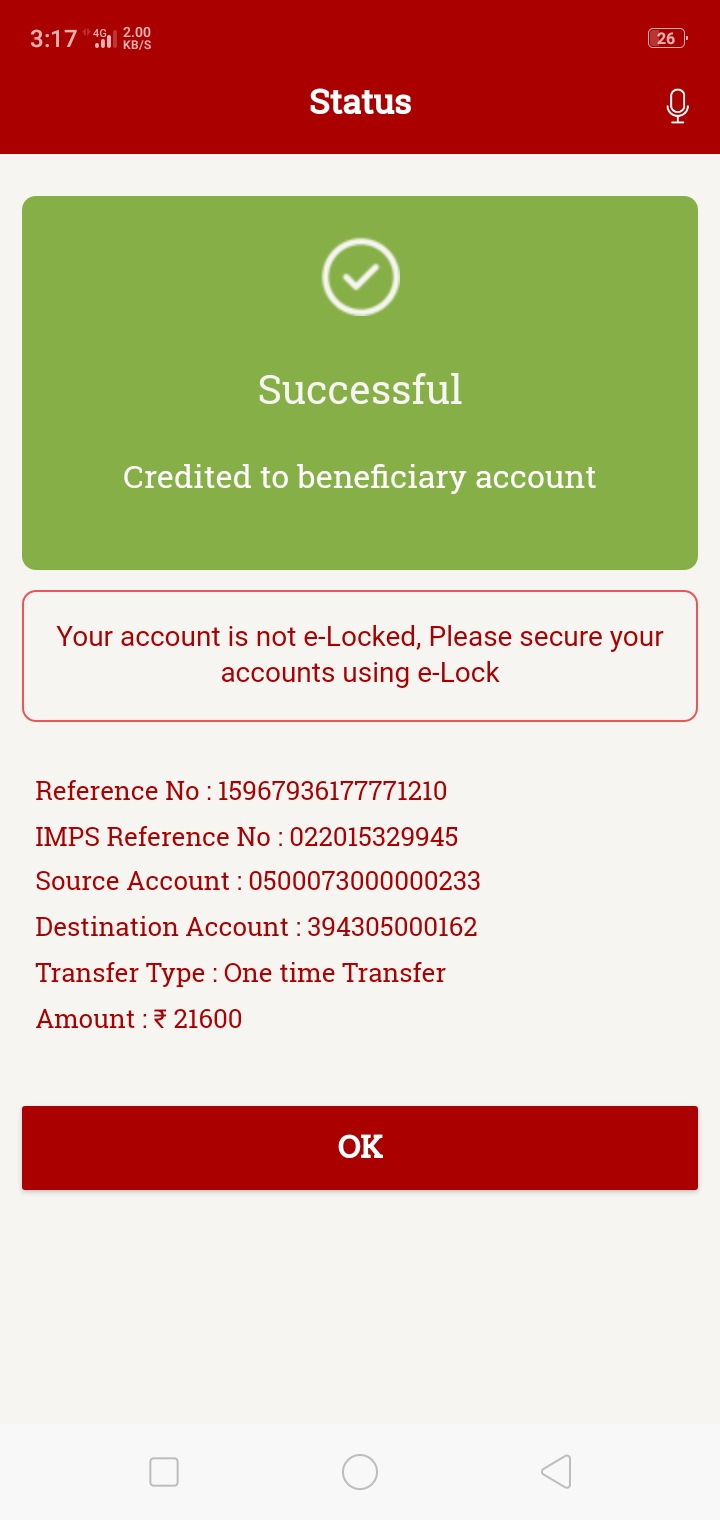 3:17 4G 2.00 KB/S 26
Status
Successful
Credited to beneficiary account
Your account is not e-Locked, Please secure your
accounts using e-Lock
Reference No : 15967936177771210
IMPS Reference No : 022015329945
Source Account : 0500073000000233
Destination Account : 394305000162
Transfer Type : One time Transfer
Amount : ₹ 21600
OK